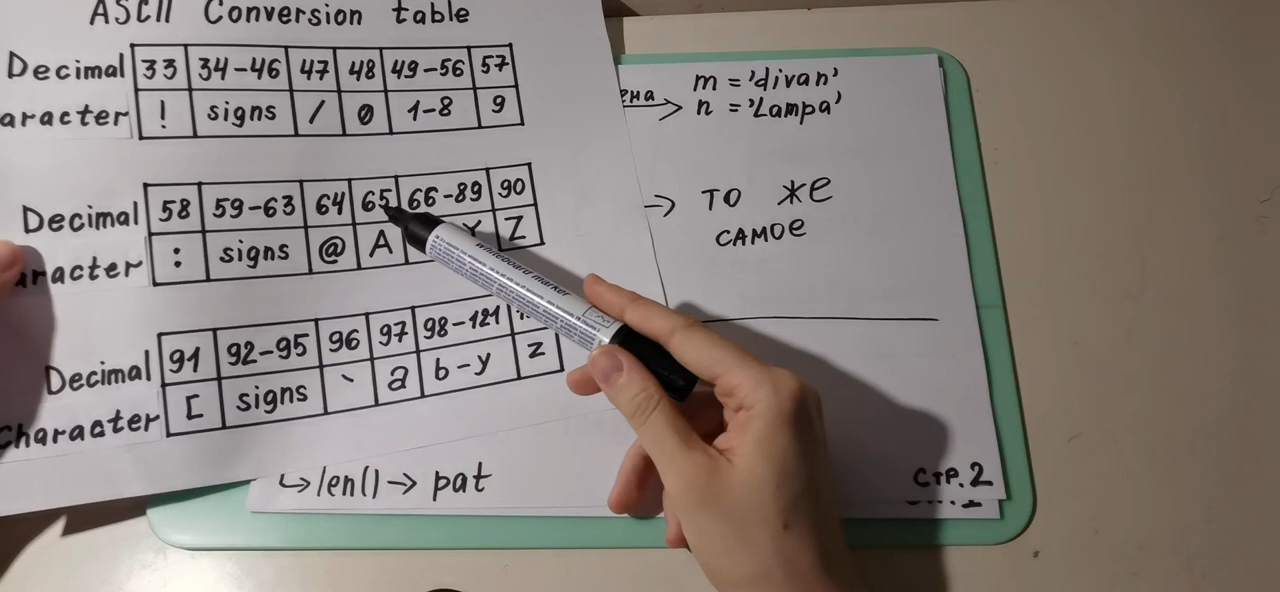 ASCII Conversion table
Decimal 33 34-46 47 48 49-56 57
aracter ! signs / 0 1-8 9
Decimal 58 59-63 64 65 66-89 90
aracter : signs @ A Y Z
Decimal 91 92-95 96 97 98-121
Character [ signs ` a b-y z
ена → m = 'divan'
n = 'Lampa'
→ то же
самое
↳ len() → pat
стр.2
whiteboard marker